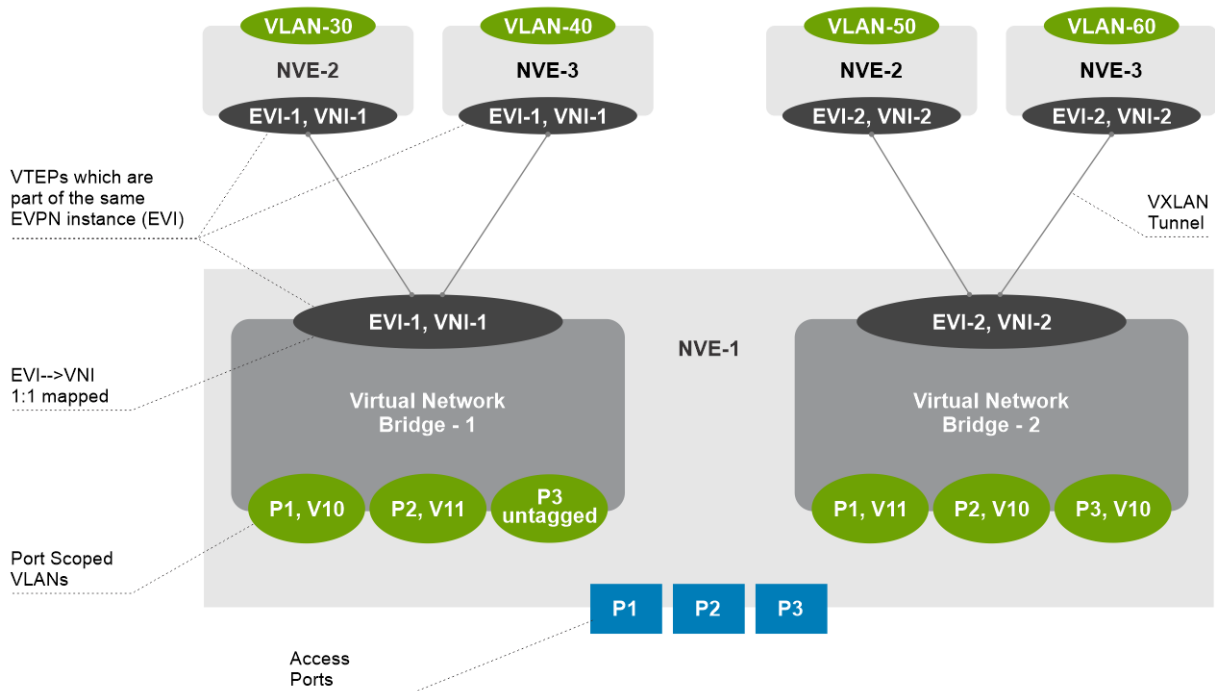 VLAN-30
VLAN-40
VLAN-50
VLAN-60
NVE-2
NVE-3
NVE-2
NVE-3
EVI-1, VNI-1
EVI-1, VNI-1
EVI-2, VNI-2
EVI-2, VNI-2
VTEPs which are
part of the same
EVPN instance (EVI)
VXLAN
Tunnel
EVI-1, VNI-1
EVI-2, VNI-2
NVE-1
EVI-->VNI
1:1 mapped
Virtual Network
Bridge - 1
Virtual Network
Bridge - 2
P1, V10
P2, V11
P3
untagged
P1, V11
P2, V10
P3, V10
Port Scoped
VLANs
P1
P2
P3
Access
Ports